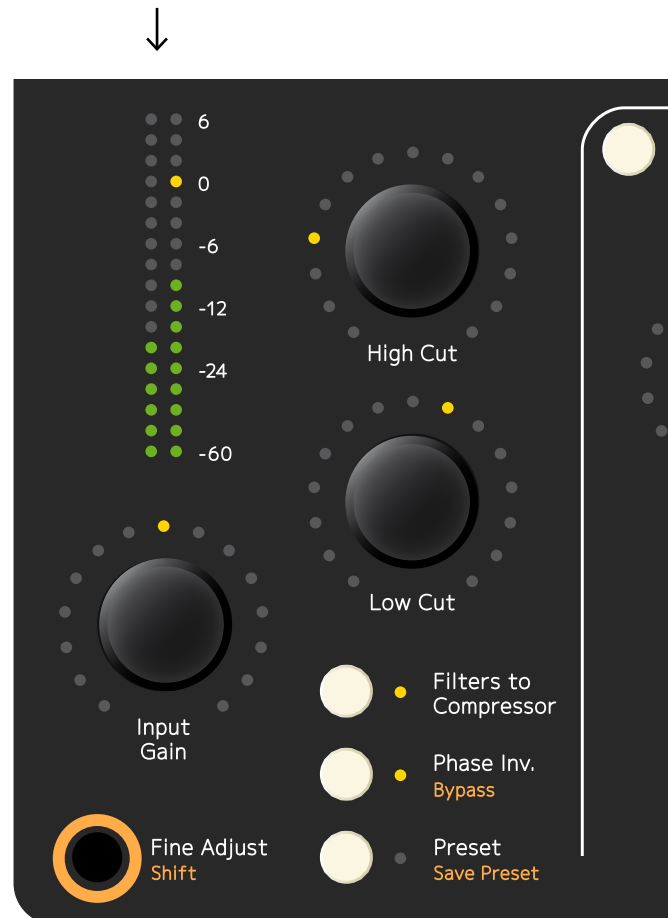 6
0
-6
-12
-24
-60
High Cut
Low Cut
Input
Gain
Filters to
Compressor
Phase Inv.
Bypass
Fine Adjust
Shift
Preset
Save Preset